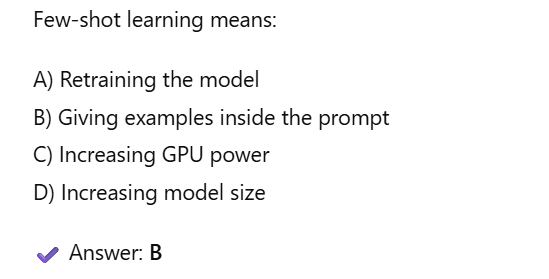 Few-shot learning means:
A) Retraining the model
B) Giving examples inside the prompt
C) Increasing GPU power
D) Increasing model size
✔ Answer: B